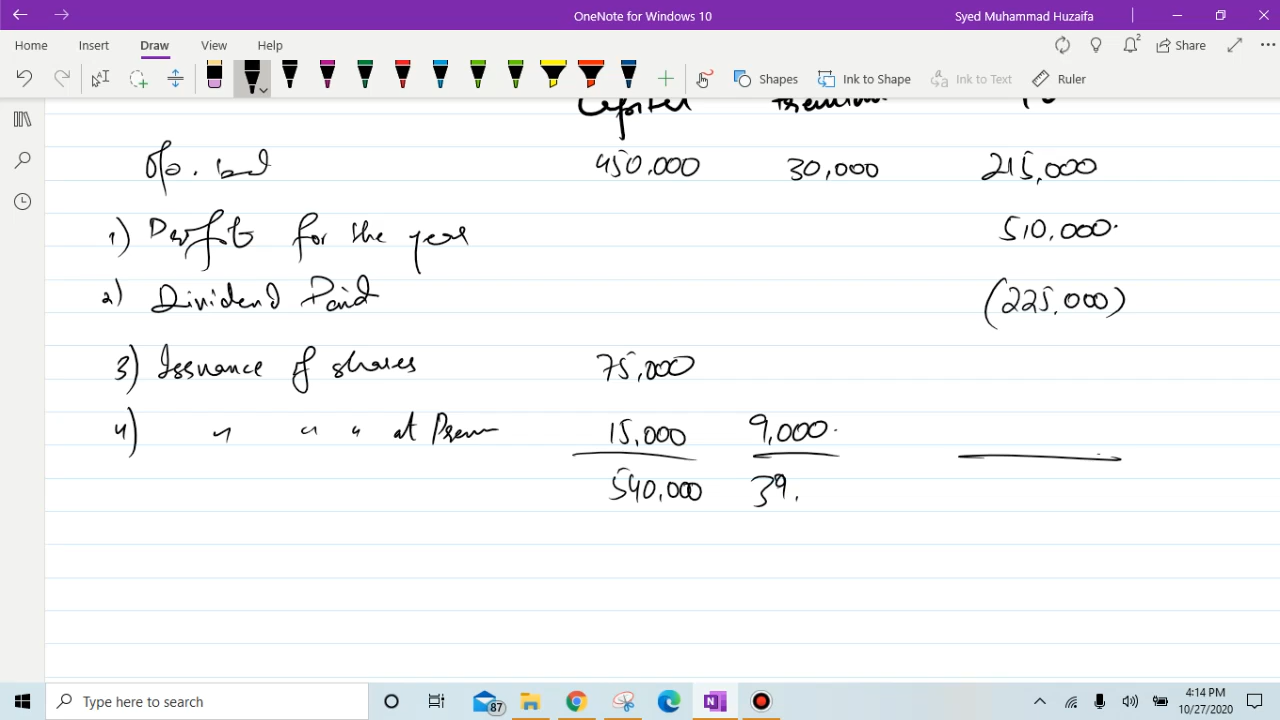 OneNote for Windows 10
Syed Muhammad Huzaifa
Home Insert Draw View Help
2
Share
Shapes Ink to Shape Ink to Text Ruler
Capital Premium
O/p. bal 450,000 30,000 215,000
1) Profit for the year 510,000.
2) Dividend Paid (225,000)
3) Issuance of shares 75,000
4) " " " at Prem 15,000 9,000.
540,000 39,
Type here to search
87
4:14 PM
10/27/2020